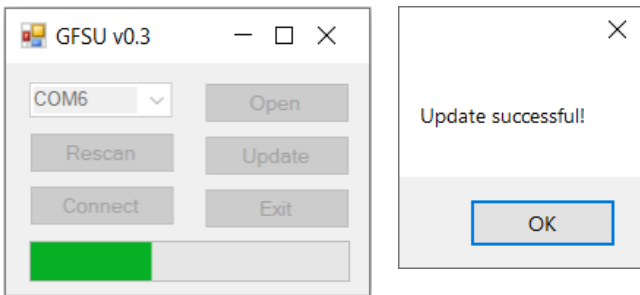 GFSU v0.3
COM6
Open
Rescan
Update
Connect
Exit
Update successful!
OK